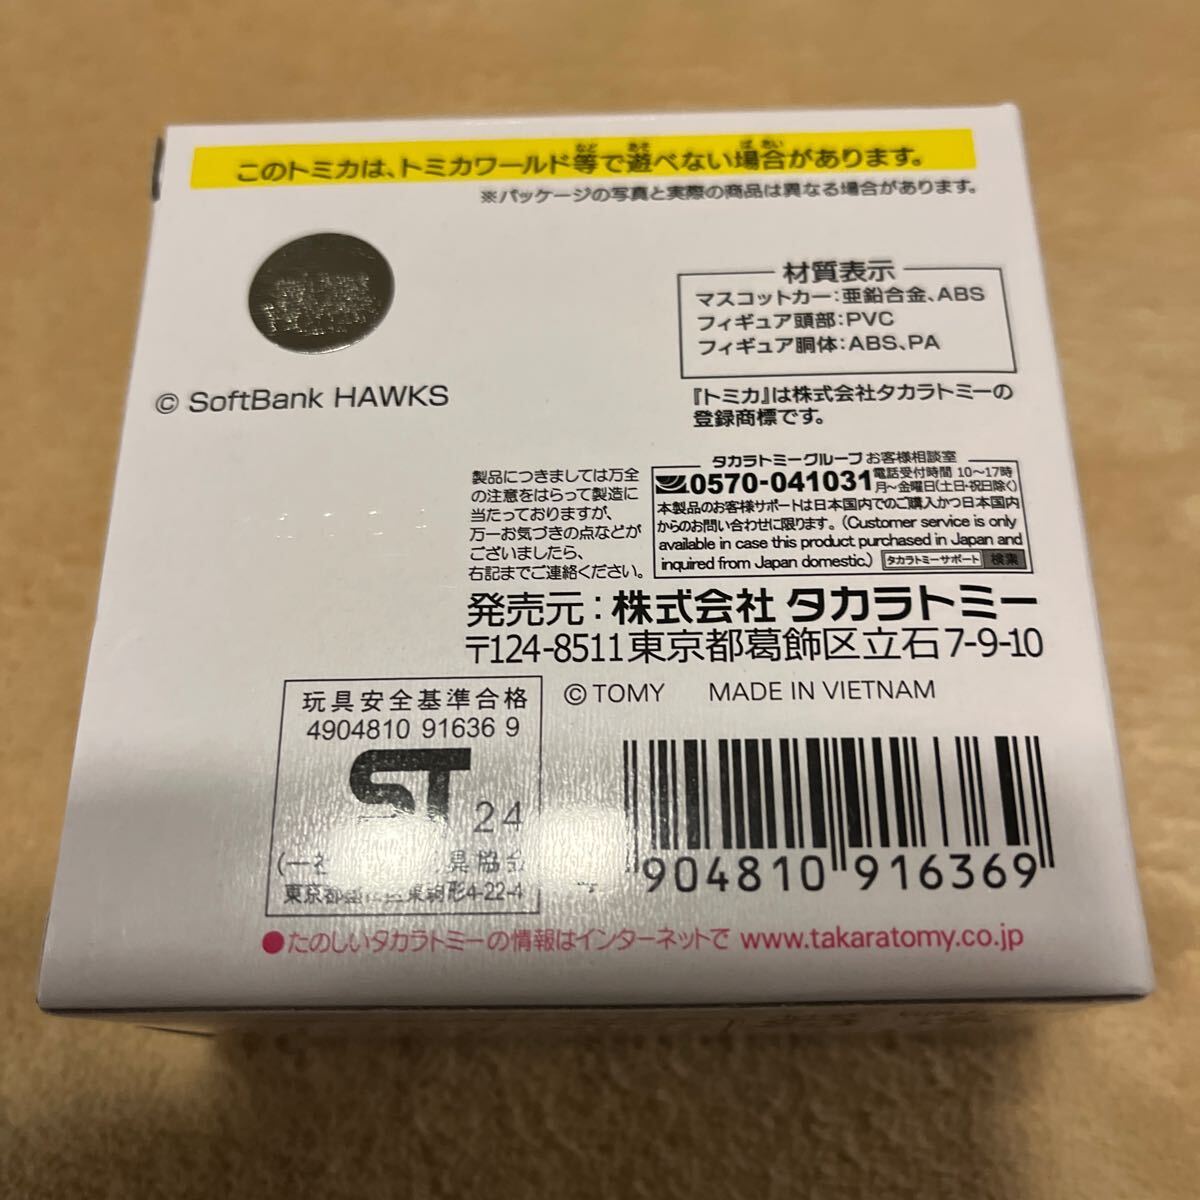 このトミカは、トミカワールド等で遊べない場合があります。
※パッケージの写真と実際の商品は異なる場合があります。
材質表示
マスコットカー:亜鉛合金、ABS
フィギュア頭部:PVC
フィギュア胴体:ABS、PA
© SoftBank HAWKS
『トミカ』は株式会社タカラトミーの
登録商標です。
製品につきましては万全
の注意をはらって製造に
当たっておりますが、
万一お気づきの点などが
ございましたら、
右記までご連絡ください。
タカラトミーグループ お客様相談室
0570-041031 電話受付時間 10～17時
月～金曜日(土日・祝日除く)
本製品のお客様サポートは日本国内でのご購入かつ日本国内
からのお問い合わせに限ります。(Customer service is only
available in case this product purchased in Japan and
inquired from Japan domestic.) タカラトミーサポート 検索
発売元:株式会社 タカラトミー
〒124-8511 東京都葛飾区立石7-9-10
© TOMY MADE IN VIETNAM
玩具安全基準合格
4904810 91636 9
ST 24
東京都 東駒形4-22-4
4 904810 916369
●たのしいタカラトミーの情報はインターネットで www.takaratomy.co.jp